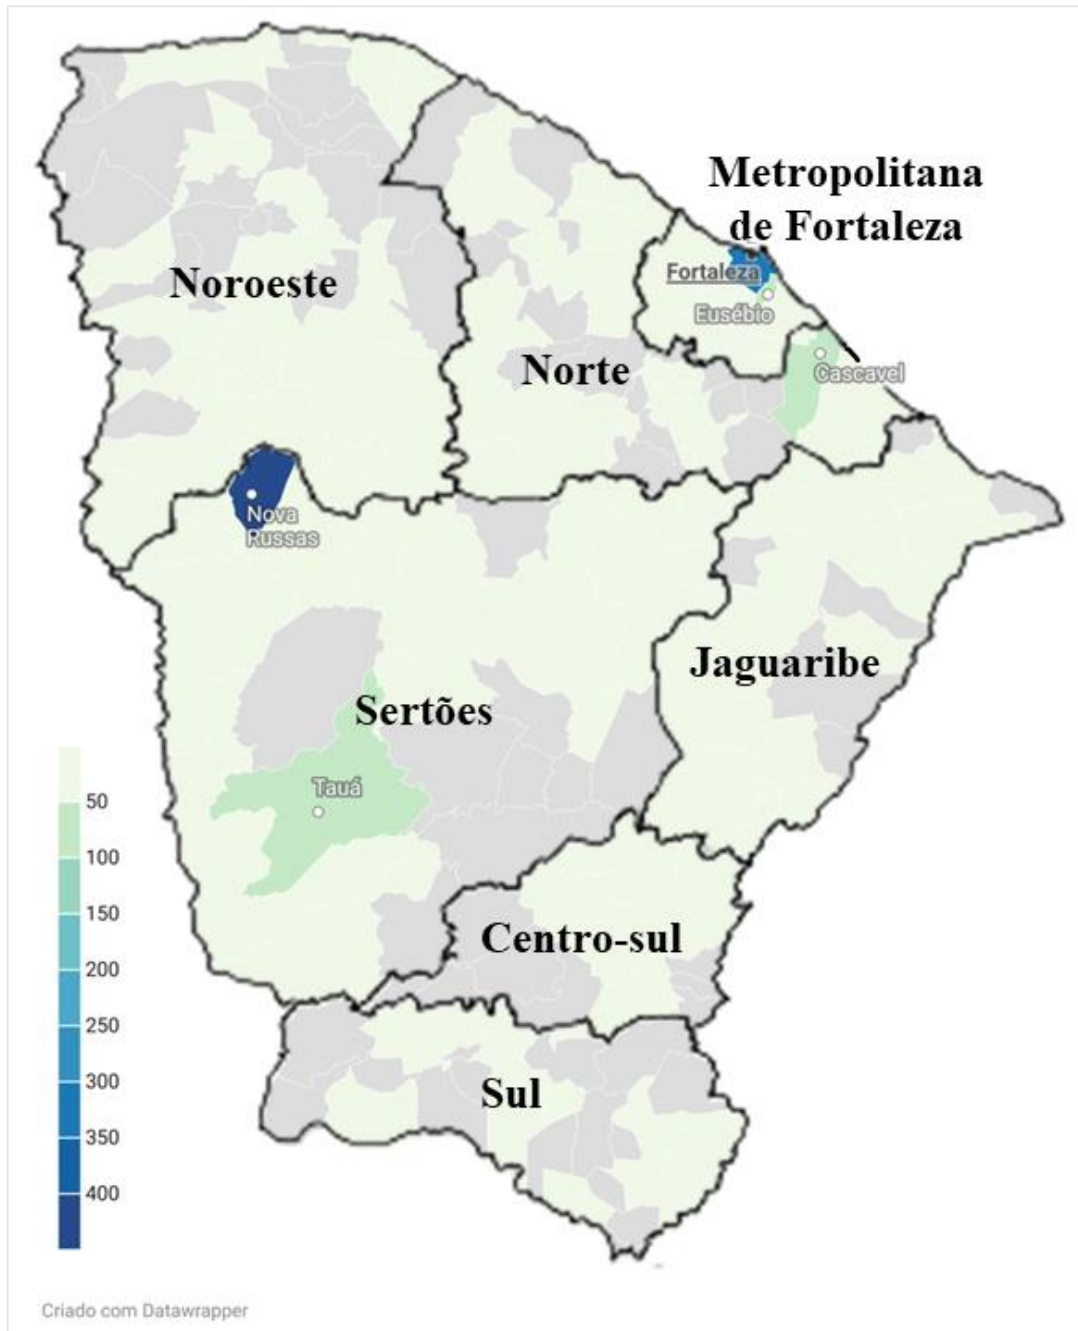 Metropolitana
de Fortaleza
Fortaleza
Eusébio
Noroeste
Norte
Cascavel
Nova
Russas
Jaguaribe
Sertões
Tauá
50
100
150
200
250
300
350
400
Centro-sul
Sul
Criado com Datawrapper